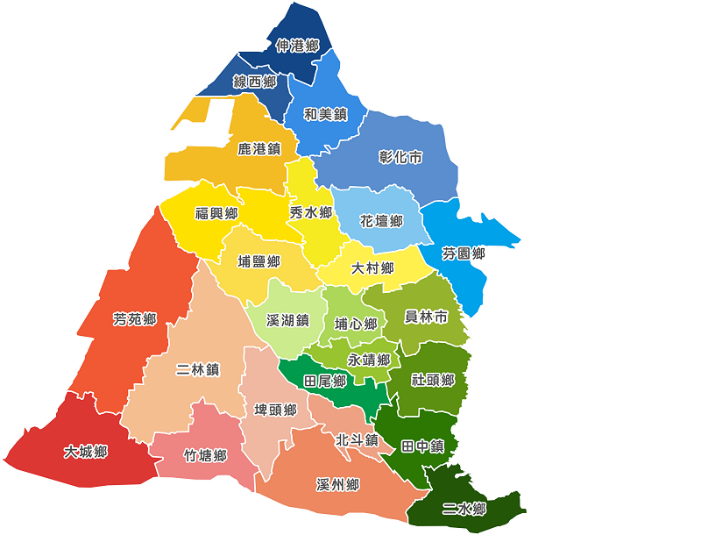 伸港鄉
線西鄉
和美鎮
鹿港鎮
彰化市
福興鄉
秀水鄉
花壇鄉
芬園鄉
埔鹽鄉
大村鄉
芳苑鄉
溪湖鎮
埔心鄉
員林市
永靖鄉
二林鎮
田尾鄉
社頭鄉
埤頭鄉
北斗鎮
田中鎮
大城鄉
竹塘鄉
溪州鄉
二水鄉